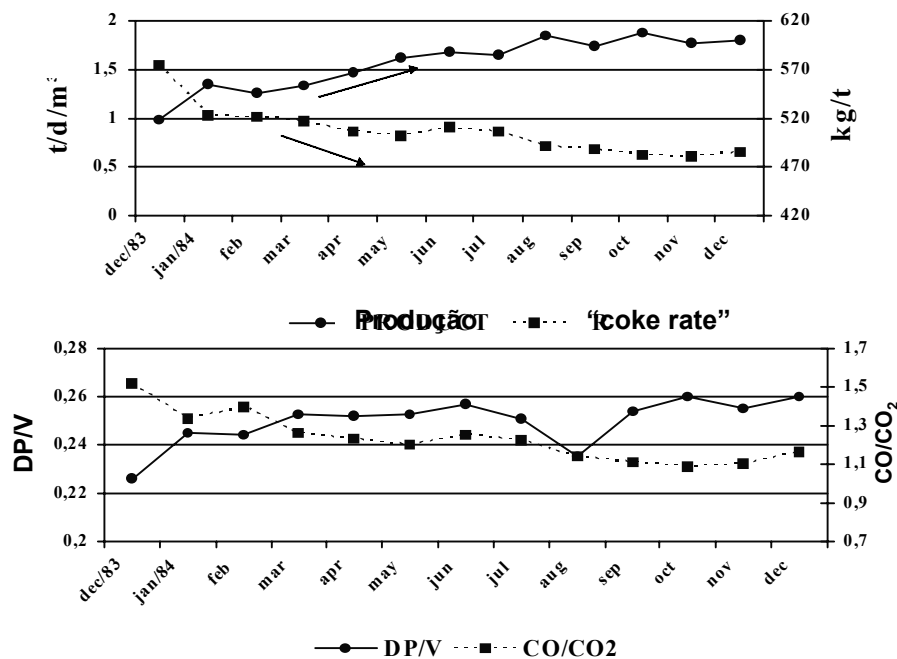 2 620
1,5 570
1 520
0,5 470
0 420
t/d/m³
kg/t
dec/83 jan/84 feb mar apr may jun jul aug sep oct nov dec
Produção “coke rate”
0,28 1,7
0,26 1,5
1,3
0,24
1,1
0,22 0,9
0,2 0,7
DP/V
CO/CO2
dec/83 jan/84 feb mar apr may jun jul aug sep oct nov dec
DP/V CO/CO2